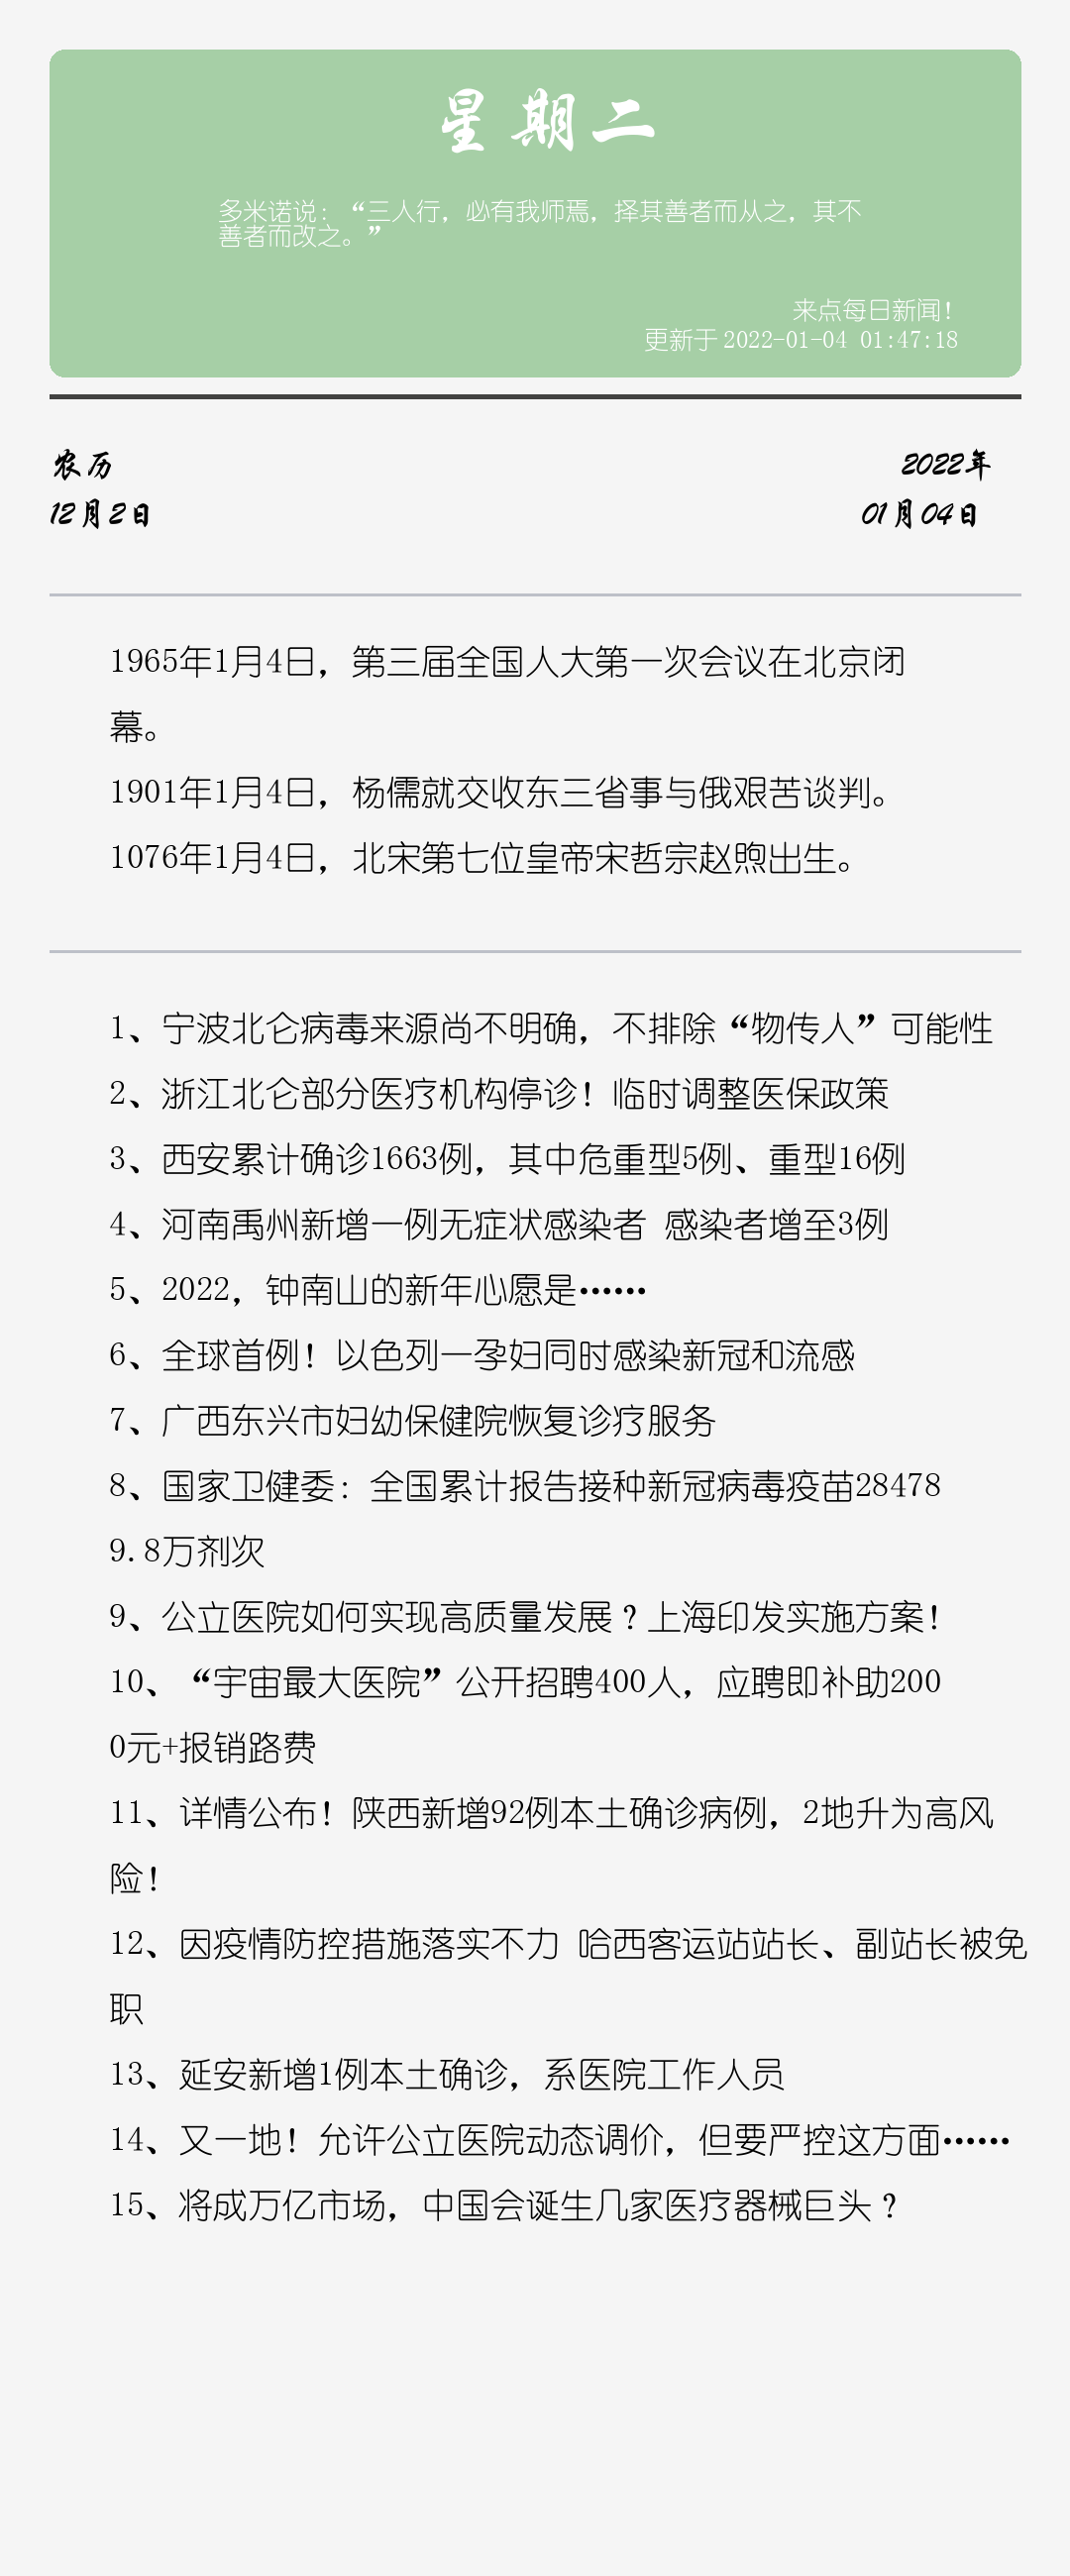 星期二
多米诺说：“三人行，必有我师焉，择其善者而从之，其不
善者而改之。”
来点每日新闻！
更新于 2022-01-04 01:47:18
农历
2022年
12月2日
01月04日
1965年1月4日，第三届全国人大第一次会议在北京闭
幕。
1901年1月4日，杨儒就交收东三省事与俄艰苦谈判。
1076年1月4日，北宋第七位皇帝宋哲宗赵煦出生。
1、宁波北仑病毒来源尚不明确，不排除“物传人”可能性
2、浙江北仑部分医疗机构停诊！临时调整医保政策
3、西安累计确诊1663例，其中危重型5例、重型16例
4、河南禹州新增一例无症状感染者 感染者增至3例
5、2022，钟南山的新年心愿是……
6、全球首例！以色列一孕妇同时感染新冠和流感
7、广西东兴市妇幼保健院恢复诊疗服务
8、国家卫健委：全国累计报告接种新冠病毒疫苗28478
9.8万剂次
9、公立医院如何实现高质量发展？上海印发实施方案！
10、“宇宙最大医院”公开招聘400人，应聘即补助200
0元+报销路费
11、详情公布！陕西新增92例本土确诊病例，2地升为高风
险！
12、因疫情防控措施落实不力 哈西客运站站长、副站长被免
职
13、延安新增1例本土确诊，系医院工作人员
14、又一地！允许公立医院动态调价，但要严控这方面……
15、将成万亿市场，中国会诞生几家医疗器械巨头？